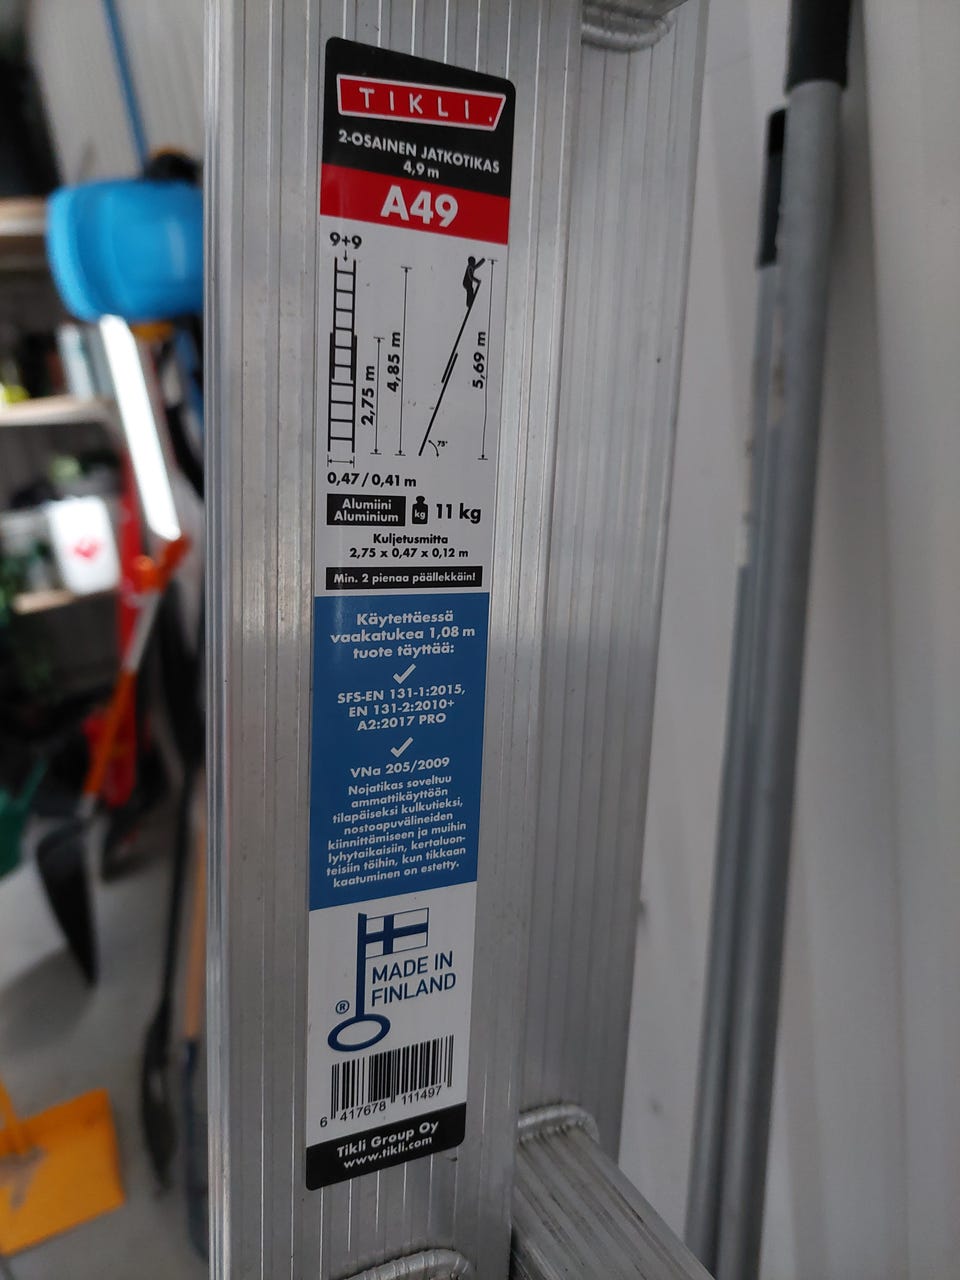 TIKLI
2-OSAINEN JATKOTIKAS
4,9 m
A49
9+9
2,75 m
4,85 m
5,69 m
75°
0,47 / 0,41 m
Alumiini
Aluminium
kg
11 kg
Kuljetusmitta
2,75 x 0,47 x 0,12 m
Min. 2 pienaa päällekkäin!
Käytettäessä
vaakatukea 1,08 m
tuote täyttää:
SFS-EN 131-1:2015,
EN 131-2:2010+
A2:2017 PRO
VNa 205/2009
Nojatikas soveltuu
ammattikäyttöön
tilapäiseksi kulkutieksi,
nostoapuvälineiden
kiinnittämiseen ja muihin
lyhytaikaisiin, kertaluon-
teisiin töihin, kun tikkaan
kaatuminen on estetty.
MADE IN
FINLAND
®
6 417678 111497
Tikli Group Oy
www.tikli.com